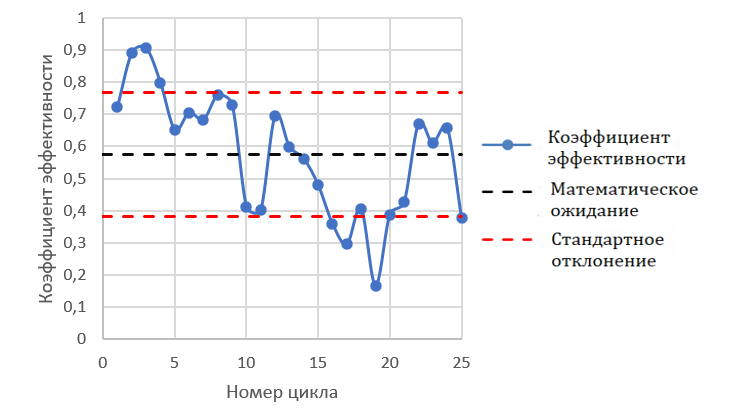 Коэффициент эффективности
1
0,9
0,8
0,7
0,6
0,5
0,4
0,3
0,2
0,1
0
0 5 10 15 20 25
Номер цикла
Коэффициент
эффективности
Математическое
ожидание
Стандартное
отклонение